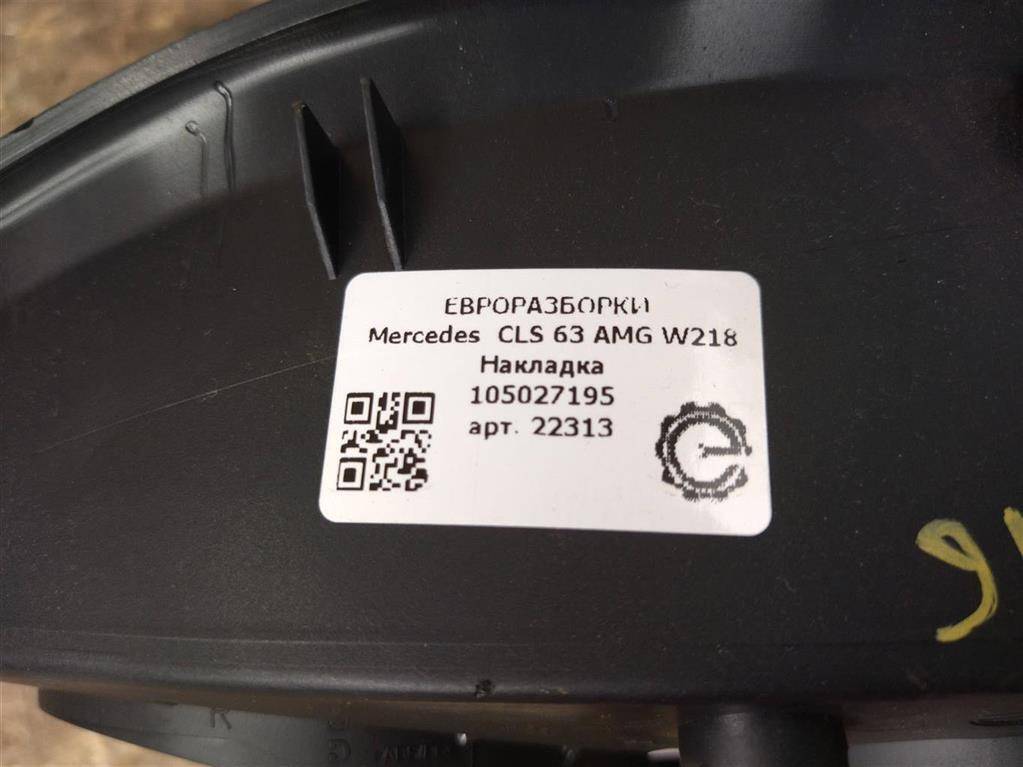 ЕВРОРАЗБОРКИ
Mercedes CLS 63 AMG W218
Накладка
105027195
арт. 22313